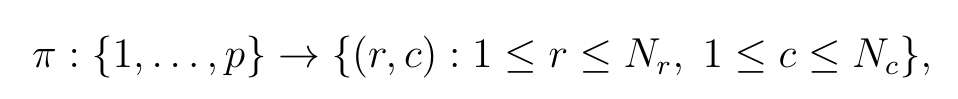 π : {1, . . . , p} → {(r, c) : 1 ≤ r ≤ N_r, 1 ≤ c ≤ N_c},